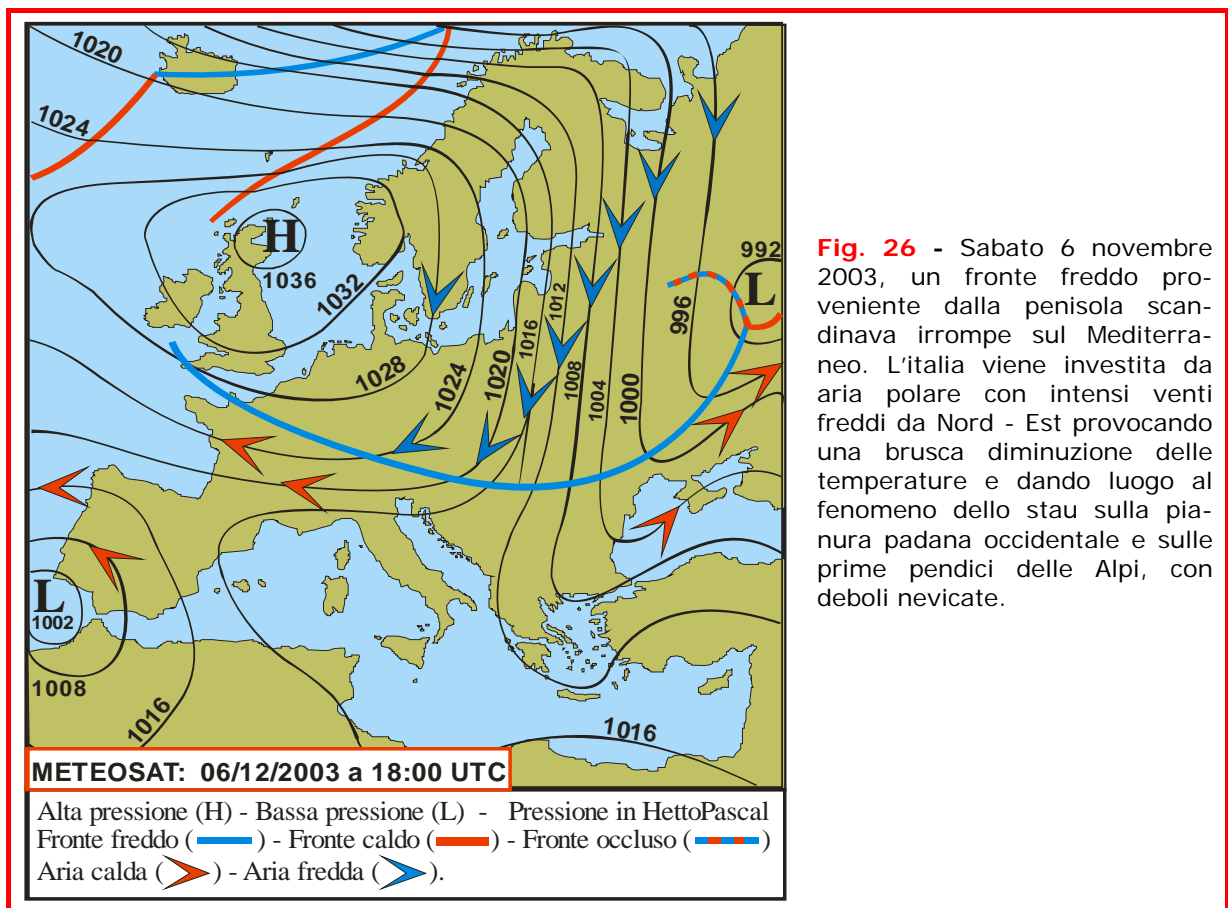 1020
1024
H
1036
1032
1028
1024
1020
1016
1012
1008
1004
1000
996
992
L
L
1002
1008
1016
1016
METEOSAT: 06/12/2003 a 18:00 UTC
Alta pressione (H) - Bassa pressione (L) - Pressione in HettoPascal
Fronte freddo ( ) - Fronte caldo ( ) - Fronte occluso ( )
Aria calda ( ) - Aria fredda ( ).
Fig. 26 - Sabato 6 novembre
2003, un fronte freddo pro-
veniente dalla penisola scan-
dinava irrompe sul Mediterra-
neo. L'italia viene investita da
aria polare con intensi venti
freddi da Nord - Est provocando
una brusca diminuzione delle
temperature e dando luogo al
fenomeno dello stau sulla pia-
nura padana occidentale e sulle
prime pendici delle Alpi, con
deboli nevicate.